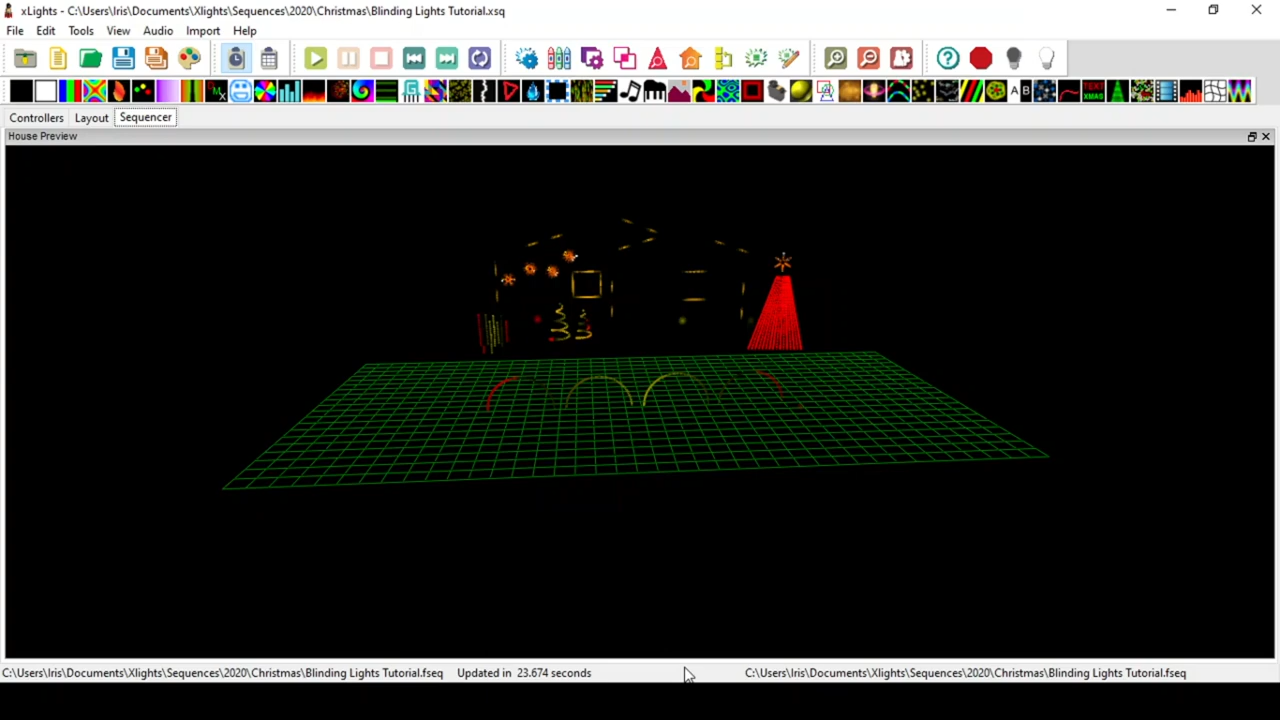 xLights - C:\Users\Iris\Documents\Xlights\Sequences\2020\Christmas\Blinding Lights Tutorial.xsq
File Edit Tools View Audio Import Help
A B TEXT XMAS
Controllers Layout Sequencer
House Preview
C:\Users\Iris\Documents\Xlights\Sequences\2020\Christmas\Blinding Lights Tutorial.fseq Updated in 23.674 seconds C:\Users\Iris\Documents\Xlights\Sequences\2020\Christmas\Blinding Lights Tutorial.fseq